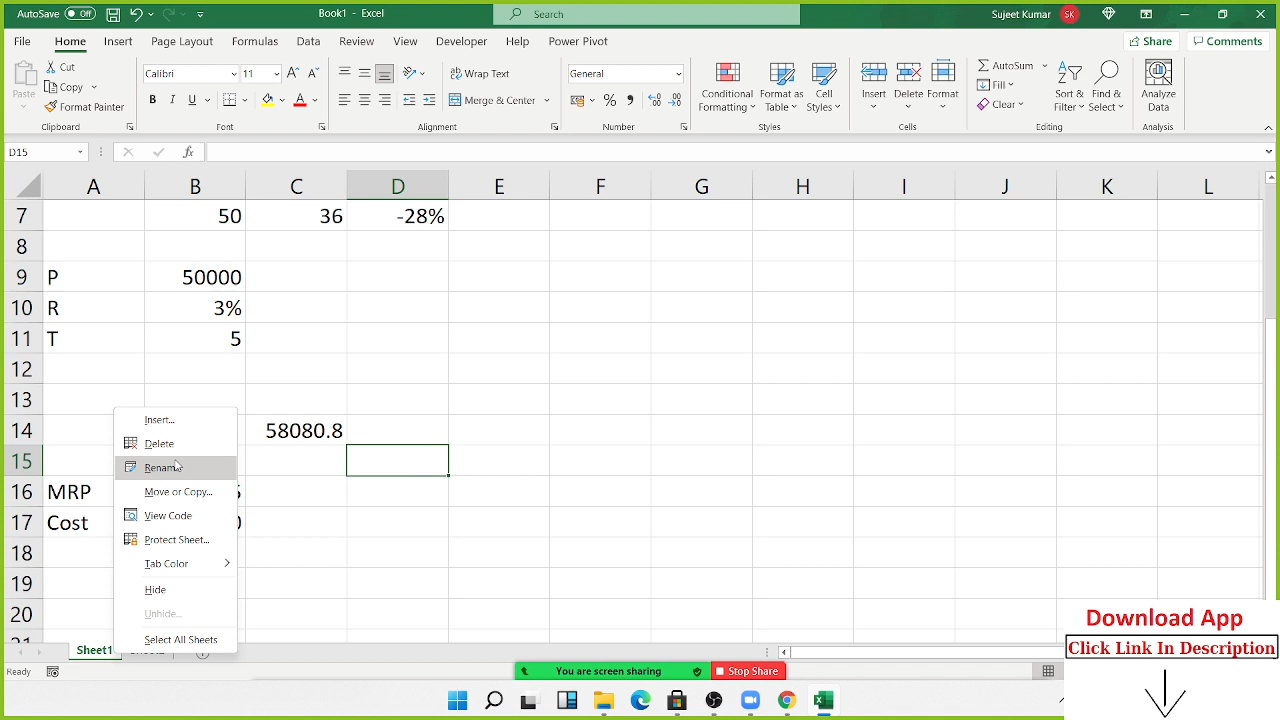 AutoSave Off
Book1 - Excel
Search
Sujeet Kumar SK
File Home Insert Page Layout Formulas Data Review View Developer Help Power Pivot
Share Comments
Paste
Cut
Copy
Format Painter
Clipboard
Calibri 11
B I U
Font
Wrap Text
Merge & Center
Alignment
General
Number
Conditional Formatting
Format as Table
Cell Styles
Styles
Insert Delete Format
Cells
AutoSum
Fill
Clear
Sort & Filter
Find & Select
Editing
Analyze Data
Analysis
D15
fx
A B C D E F G H I J K L
7 50 36 -28%
8
9 P 50000
10 R 3%
11 T 5
12
13
14 58080.8
15
16 MRP
17 Cost
18
19
20
Insert...
Delete
Rename
Move or Copy...
View Code
Protect Sheet...
Tab Color
Hide
Unhide...
Select All Sheets
Sheet1
Ready
You are screen sharing
Stop Share
Download App
Click Link In Description